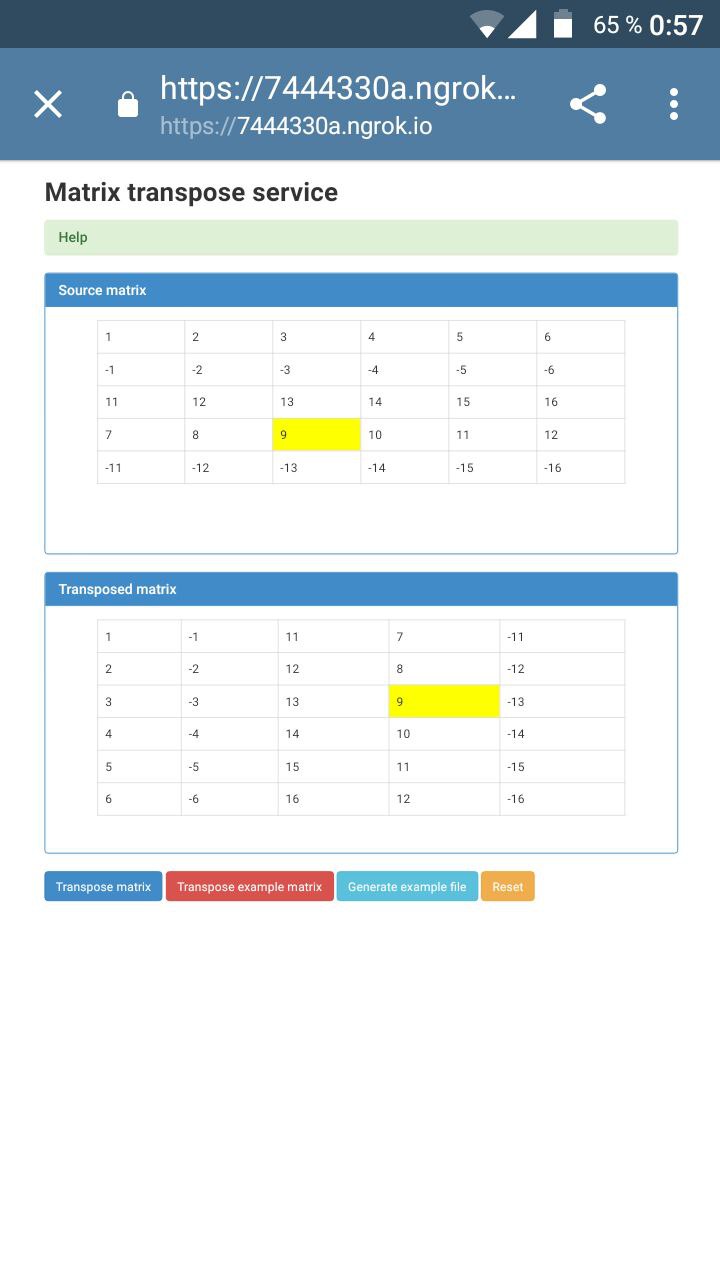 65 % 0:57
https://7444330a.ngrok...
https://7444330a.ngrok.io
Matrix transpose service
Help
Source matrix
1 2 3 4 5 6
-1 -2 -3 -4 -5 -6
11 12 13 14 15 16
7 8 9 10 11 12
-11 -12 -13 -14 -15 -16
Transposed matrix
1 -1 11 7 -11
2 -2 12 8 -12
3 -3 13 9 -13
4 -4 14 10 -14
5 -5 15 11 -15
6 -6 16 12 -16
Transpose matrix Transpose example matrix Generate example file Reset